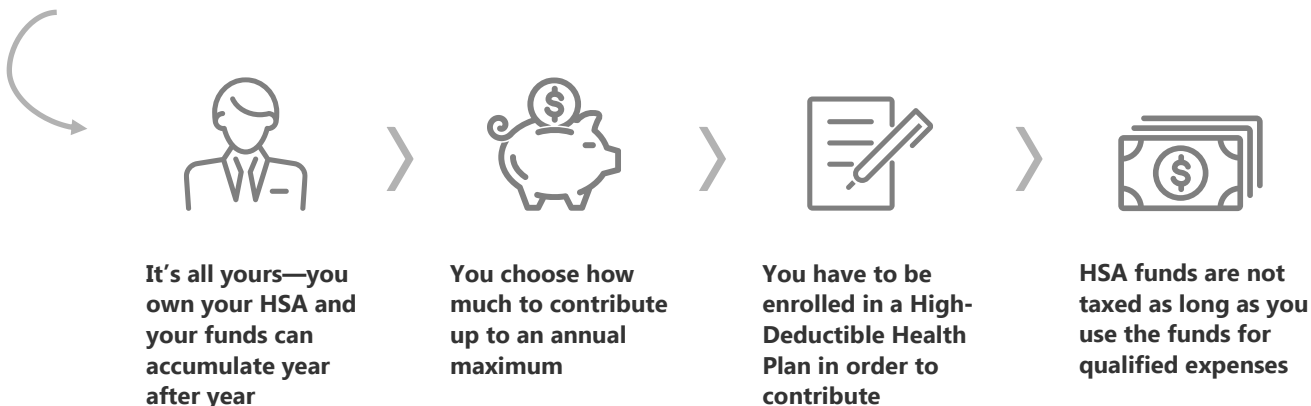 $
$
It’s all yours—you
own your HSA and
your funds can
accumulate year
after year
You choose how
much to contribute
up to an annual
maximum
You have to be
enrolled in a High-
Deductible Health
Plan in order to
contribute
HSA funds are not
taxed as long as you
use the funds for
qualified expenses